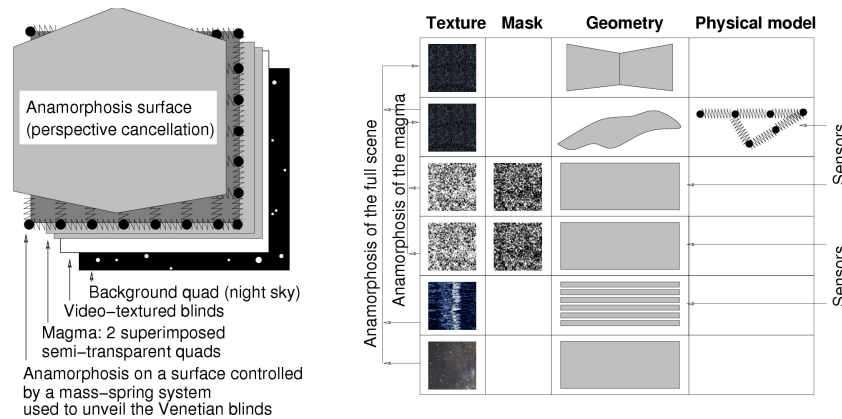 Anamorphosis surface
(perspective cancellation)
Background quad (night sky)
Video-textured blinds
Magma: 2 superimposed
semi-transparent quads
Anamorphosis on a surface controlled
by a mass-spring system
used to unveil the Venetian blinds
Texture Mask Geometry Physical model
Anamorphosis of the full scene
Anamorphosis of the magma
Sensors
Sensors